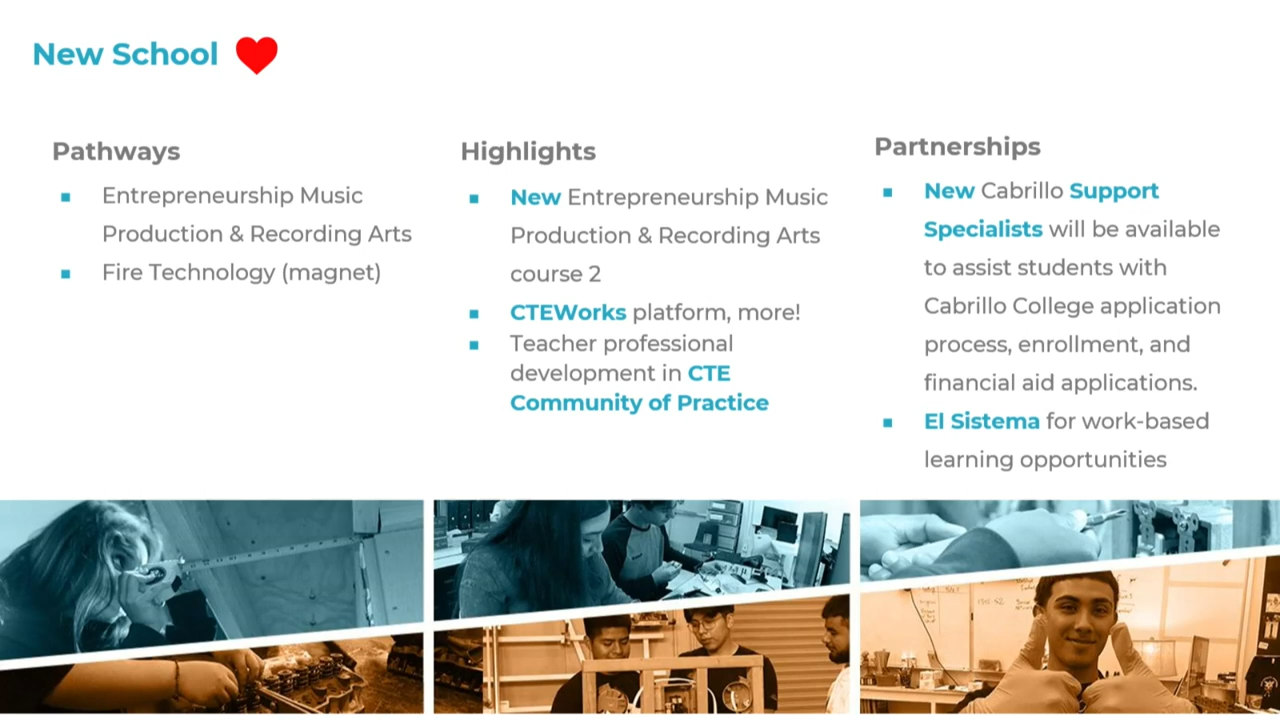 New School
Pathways
Entrepreneurship Music
Production & Recording Arts
Fire Technology (magnet)
Highlights
New Entrepreneurship Music
Production & Recording Arts
course 2
CTEWorks platform, more!
Teacher professional
development in CTE
Community of Practice
Partnerships
New Cabrillo Support
Specialists will be available
to assist students with
Cabrillo College application
process, enrollment, and
financial aid applications.
El Sistema for work-based
learning opportunities